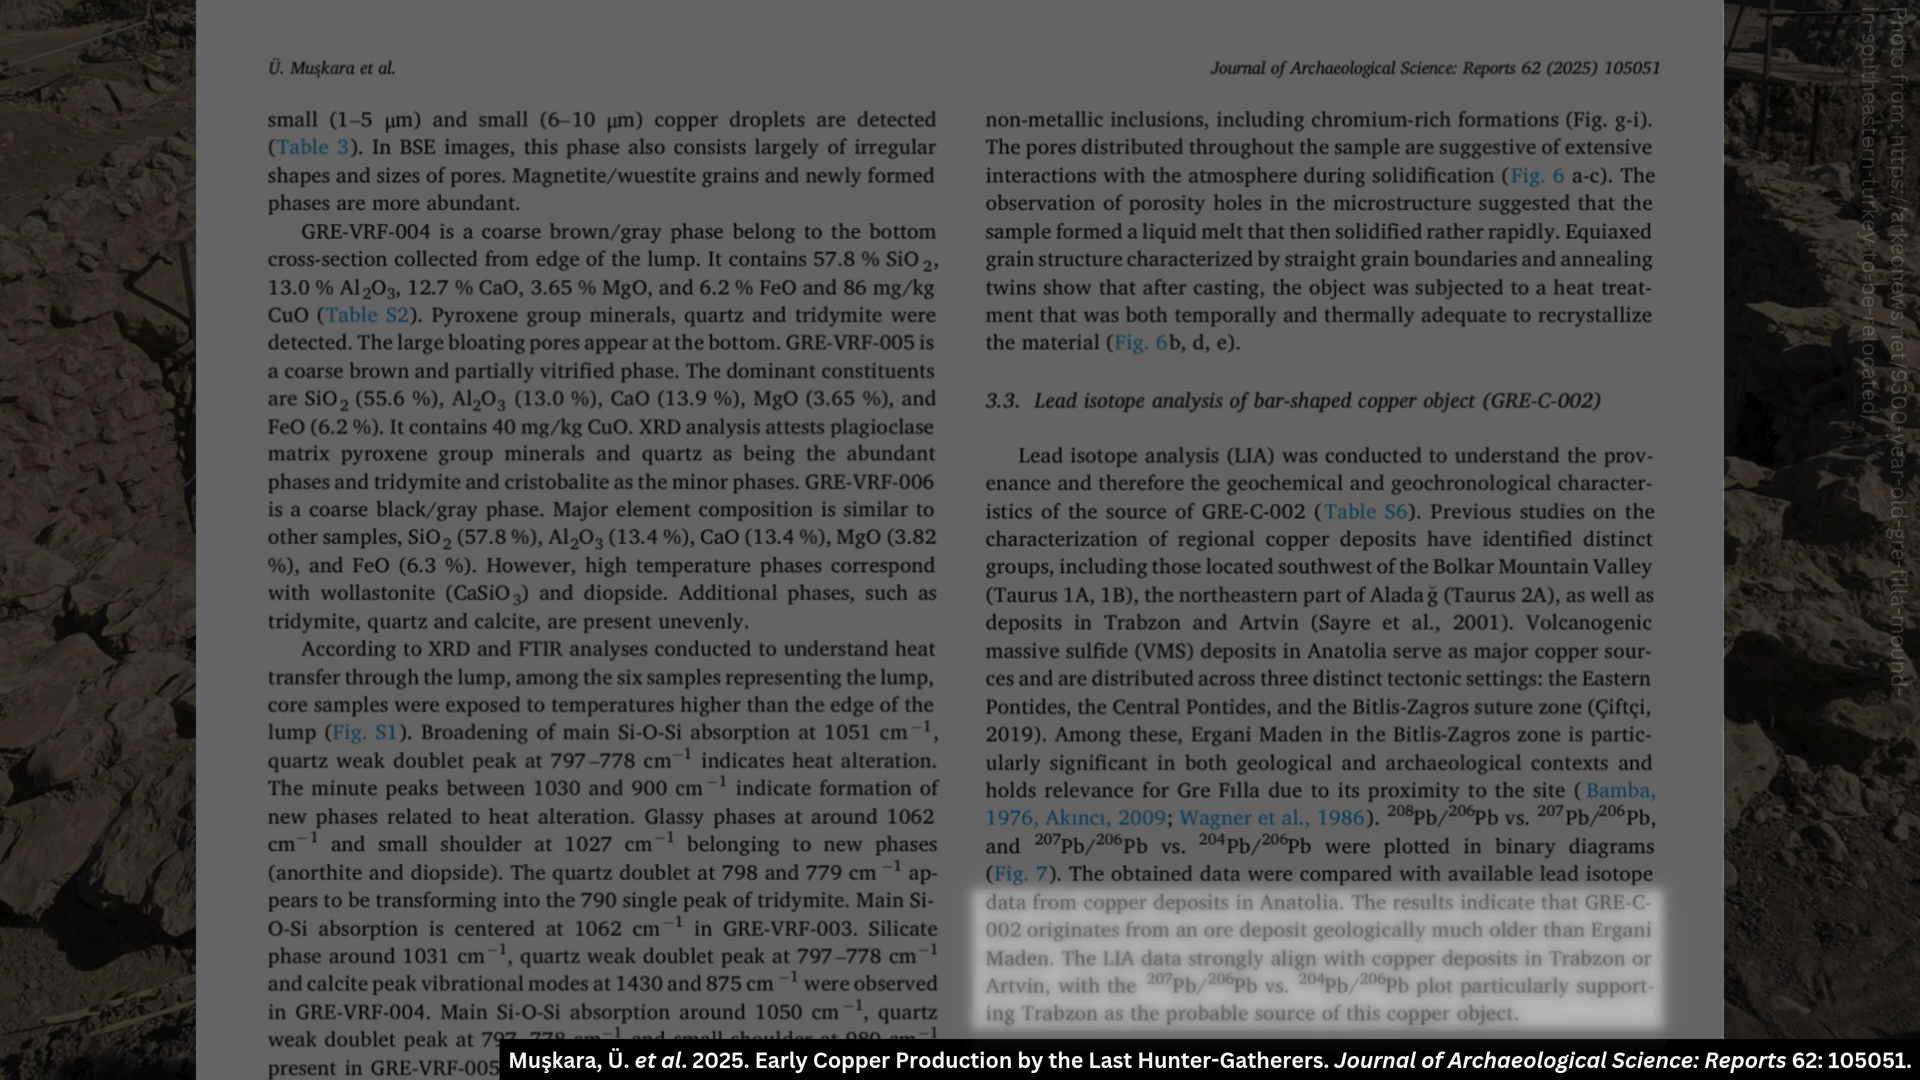 Ü. Muşkara et al.
Journal of Archaeological Science: Reports 62 (2025) 105051
small (1–5 μm) and small (6–10 μm) copper droplets are detected
(Table 3). In BSE images, this phase also consists largely of irregular
shapes and sizes of pores. Magnetite/wuestite grains and newly formed
phases are more abundant.
GRE-VRF-004 is a coarse brown/gray phase belong to the bottom
cross-section collected from edge of the lump. It contains 57.8 % SiO₂,
13.0 % Al₂O₃, 12.7 % CaO, 3.65 % MgO, and 6.2 % FeO and 86 mg/kg
CuO (Table S2). Pyroxene group minerals, quartz and tridymite were
detected. The large bloating pores appear at the bottom. GRE-VRF-005 is
a coarse brown and partially vitrified phase. The dominant constituents
are SiO₂ (55.6 %), Al₂O₃ (13.0 %), CaO (13.9 %), MgO (3.65 %), and
FeO (6.2 %). It contains 40 mg/kg CuO. XRD analysis attests plagioclase
matrix pyroxene group minerals and quartz as being the abundant
phases and tridymite and cristobalite as the minor phases. GRE-VRF-006
is a coarse black/gray phase. Major element composition is similar to
other samples, SiO₂ (57.8 %), Al₂O₃ (13.4 %), CaO (13.4 %), MgO (3.82
%), and FeO (6.3 %). However, high temperature phases correspond
with wollastonite (CaSiO₃) and diopside. Additional phases, such as
tridymite, quartz and calcite, are present unevenly.
According to XRD and FTIR analyses conducted to understand heat
transfer through the lump, among the six samples representing the lump,
core samples were exposed to temperatures higher than the edge of the
lump (Fig. S1). Broadening of main Si-O-Si absorption at 1051 cm⁻¹,
quartz weak doublet peak at 797–778 cm⁻¹ indicates heat alteration.
The minute peaks between 1030 and 900 cm⁻¹ indicate formation of
new phases related to heat alteration. Glassy phases at around 1062
cm⁻¹ and small shoulder at 1027 cm⁻¹ belonging to new phases
(anorthite and diopside). The quartz doublet at 798 and 779 cm⁻¹ ap-
pears to be transforming into the 790 single peak of tridymite. Main Si-
O-Si absorption is centered at 1062 cm⁻¹ in GRE-VRF-003. Silicate
phase around 1031 cm⁻¹, quartz weak doublet peak at 797–778 cm⁻¹
and calcite peak vibrational modes at 1430 and 875 cm⁻¹ were observed
in GRE-VRF-004. Main Si-O-Si absorption around 1050 cm⁻¹, quartz
weak doublet peak at 797–778 cm⁻¹ and small shoulder at 980 cm⁻¹
present in GRE-VRF-005
non-metallic inclusions, including chromium-rich formations (Fig. g-i).
The pores distributed throughout the sample are suggestive of extensive
interactions with the atmosphere during solidification (Fig. 6 a-c). The
observation of porosity holes in the microstructure suggested that the
sample formed a liquid melt that then solidified rather rapidly. Equiaxed
grain structure characterized by straight grain boundaries and annealing
twins show that after casting, the object was subjected to a heat treat-
ment that was both temporally and thermally adequate to recrystallize
the material (Fig. 6b, d, e).
3.3. Lead isotope analysis of bar-shaped copper object (GRE-C-002)
Lead isotope analysis (LIA) was conducted to understand the prov-
enance and therefore the geochemical and geochronological character-
istics of the source of GRE-C-002 (Table S6). Previous studies on the
characterization of regional copper deposits have identified distinct
groups, including those located southwest of the Bolkar Mountain Valley
(Taurus 1A, 1B), the northeastern part of Aladağ (Taurus 2A), as well as
deposits in Trabzon and Artvin (Sayre et al., 2001). Volcanogenic
massive sulfide (VMS) deposits in Anatolia serve as major copper sour-
ces and are distributed across three distinct tectonic settings: the Eastern
Pontides, the Central Pontides, and the Bitlis-Zagros suture zone (Çiftçi,
2019). Among these, Ergani Maden in the Bitlis-Zagros zone is partic-
ularly significant in both geological and archaeological contexts and
holds relevance for Gre Fılla due to its proximity to the site (Bamba,
1976, Akıncı, 2009; Wagner et al., 1986). ²⁰⁸Pb/²⁰⁶Pb vs. ²⁰⁷Pb/²⁰⁶Pb,
and ²⁰⁷Pb/²⁰⁶Pb vs. ²⁰⁴Pb/²⁰⁶Pb were plotted in binary diagrams
(Fig. 7). The obtained data were compared with available lead isotope
data from copper deposits in Anatolia. The results indicate that GRE-C-
002 originates from an ore deposit geologically much older than Ergani
Maden. The LIA data strongly align with copper deposits in Trabzon or
Artvin, with the ²⁰⁷Pb/²⁰⁶Pb vs. ²⁰⁴Pb/²⁰⁶Pb plot particularly support-
ing Trabzon as the probable source of this copper object.
Photo from: https://arkeonews.net/9300-year-old-gre-filla-mound-
in-southeastern-turkey-to-be-relocated/
Muşkara, Ü. et al. 2025. Early Copper Production by the Last Hunter-Gatherers. Journal of Archaeological Science: Reports 62: 105051.